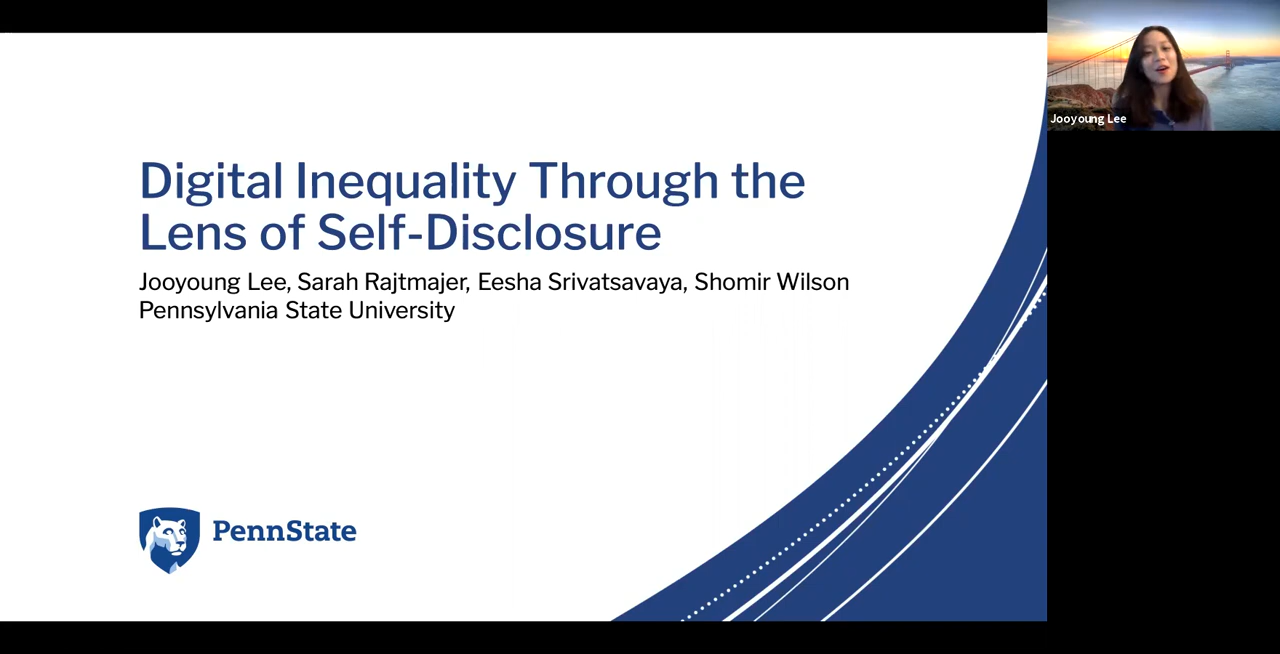 Digital Inequality Through the
Lens of Self-Disclosure
Jooyoung Lee, Sarah Rajtmajer, Eesha Srivatsavaya, Shomir Wilson
Pennsylvania State University
PennState
Jooyoung Lee